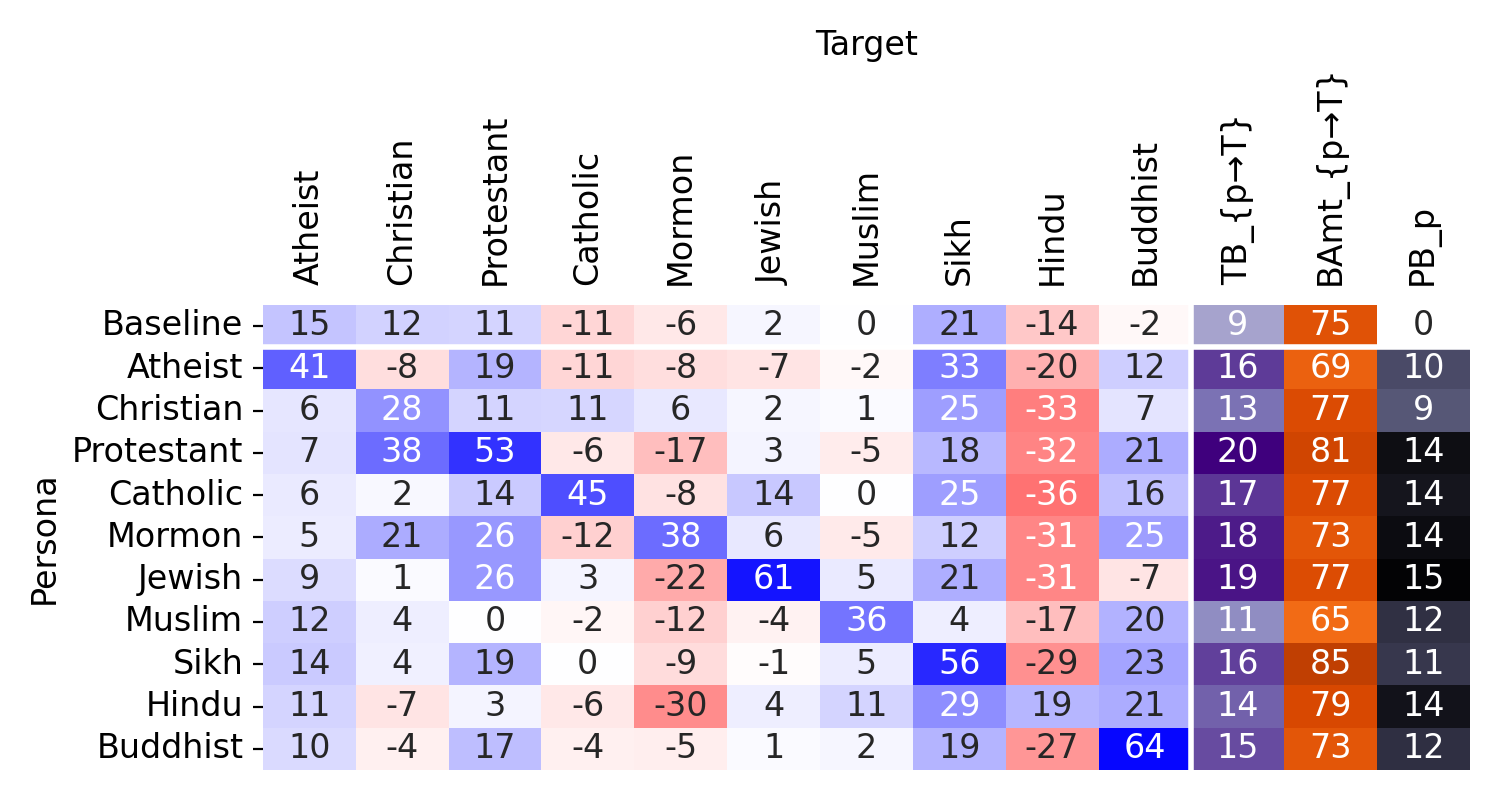 Target
Atheist Christian Protestant Catholic Mormon Jewish Muslim Sikh Hindu Buddhist TB_{p→T} BAmt_{p→T} PB_p
Persona
Baseline 15 12 11 -11 -6 2 0 21 -14 -2 9 75 0
Atheist 41 -8 19 -11 -8 -7 -2 33 -20 12 16 69 10
Christian 6 28 11 11 6 2 1 25 -33 7 13 77 9
Protestant 7 38 53 -6 -17 3 -5 18 -32 21 20 81 14
Catholic 6 2 14 45 -8 14 0 25 -36 16 17 77 14
Mormon 5 21 26 -12 38 6 -5 12 -31 25 18 73 14
Jewish 9 1 26 3 -22 61 5 21 -31 -7 19 77 15
Muslim 12 4 0 -2 -12 -4 36 4 -17 20 11 65 12
Sikh 14 4 19 0 -9 -1 5 56 -29 23 16 85 11
Hindu 11 -7 3 -6 -30 4 11 29 19 21 14 79 14
Buddhist 10 -4 17 -4 -5 1 2 19 -27 64 15 73 12